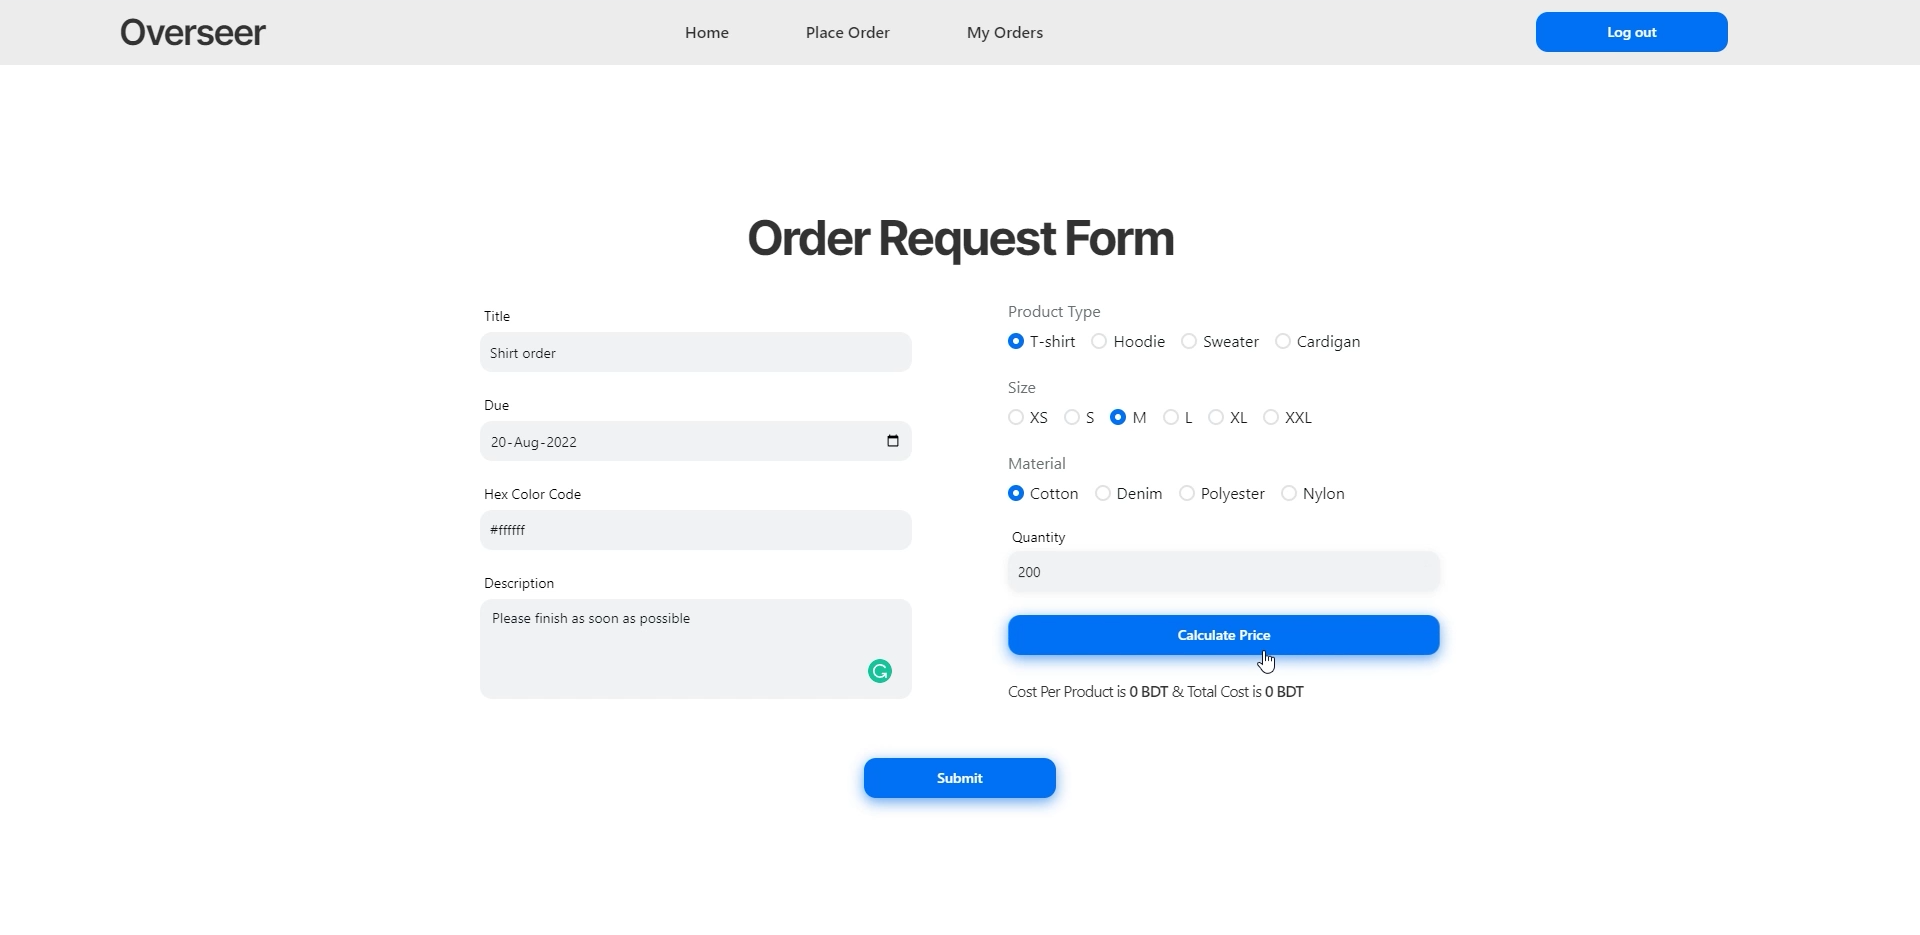 Overseer
Home
Place Order
My Orders
Log out
Order Request Form
Title
Shirt order
Due
20-Aug-2022
Hex Color Code
#ffffff
Description
Please finish as soon as possible
Product Type
T-shirt Hoodie Sweater Cardigan
Size
XS S M L XL XXL
Material
Cotton Denim Polyester Nylon
Quantity
200
Calculate Price
Cost Per Product is 0 BDT & Total Cost is 0 BDT
Submit